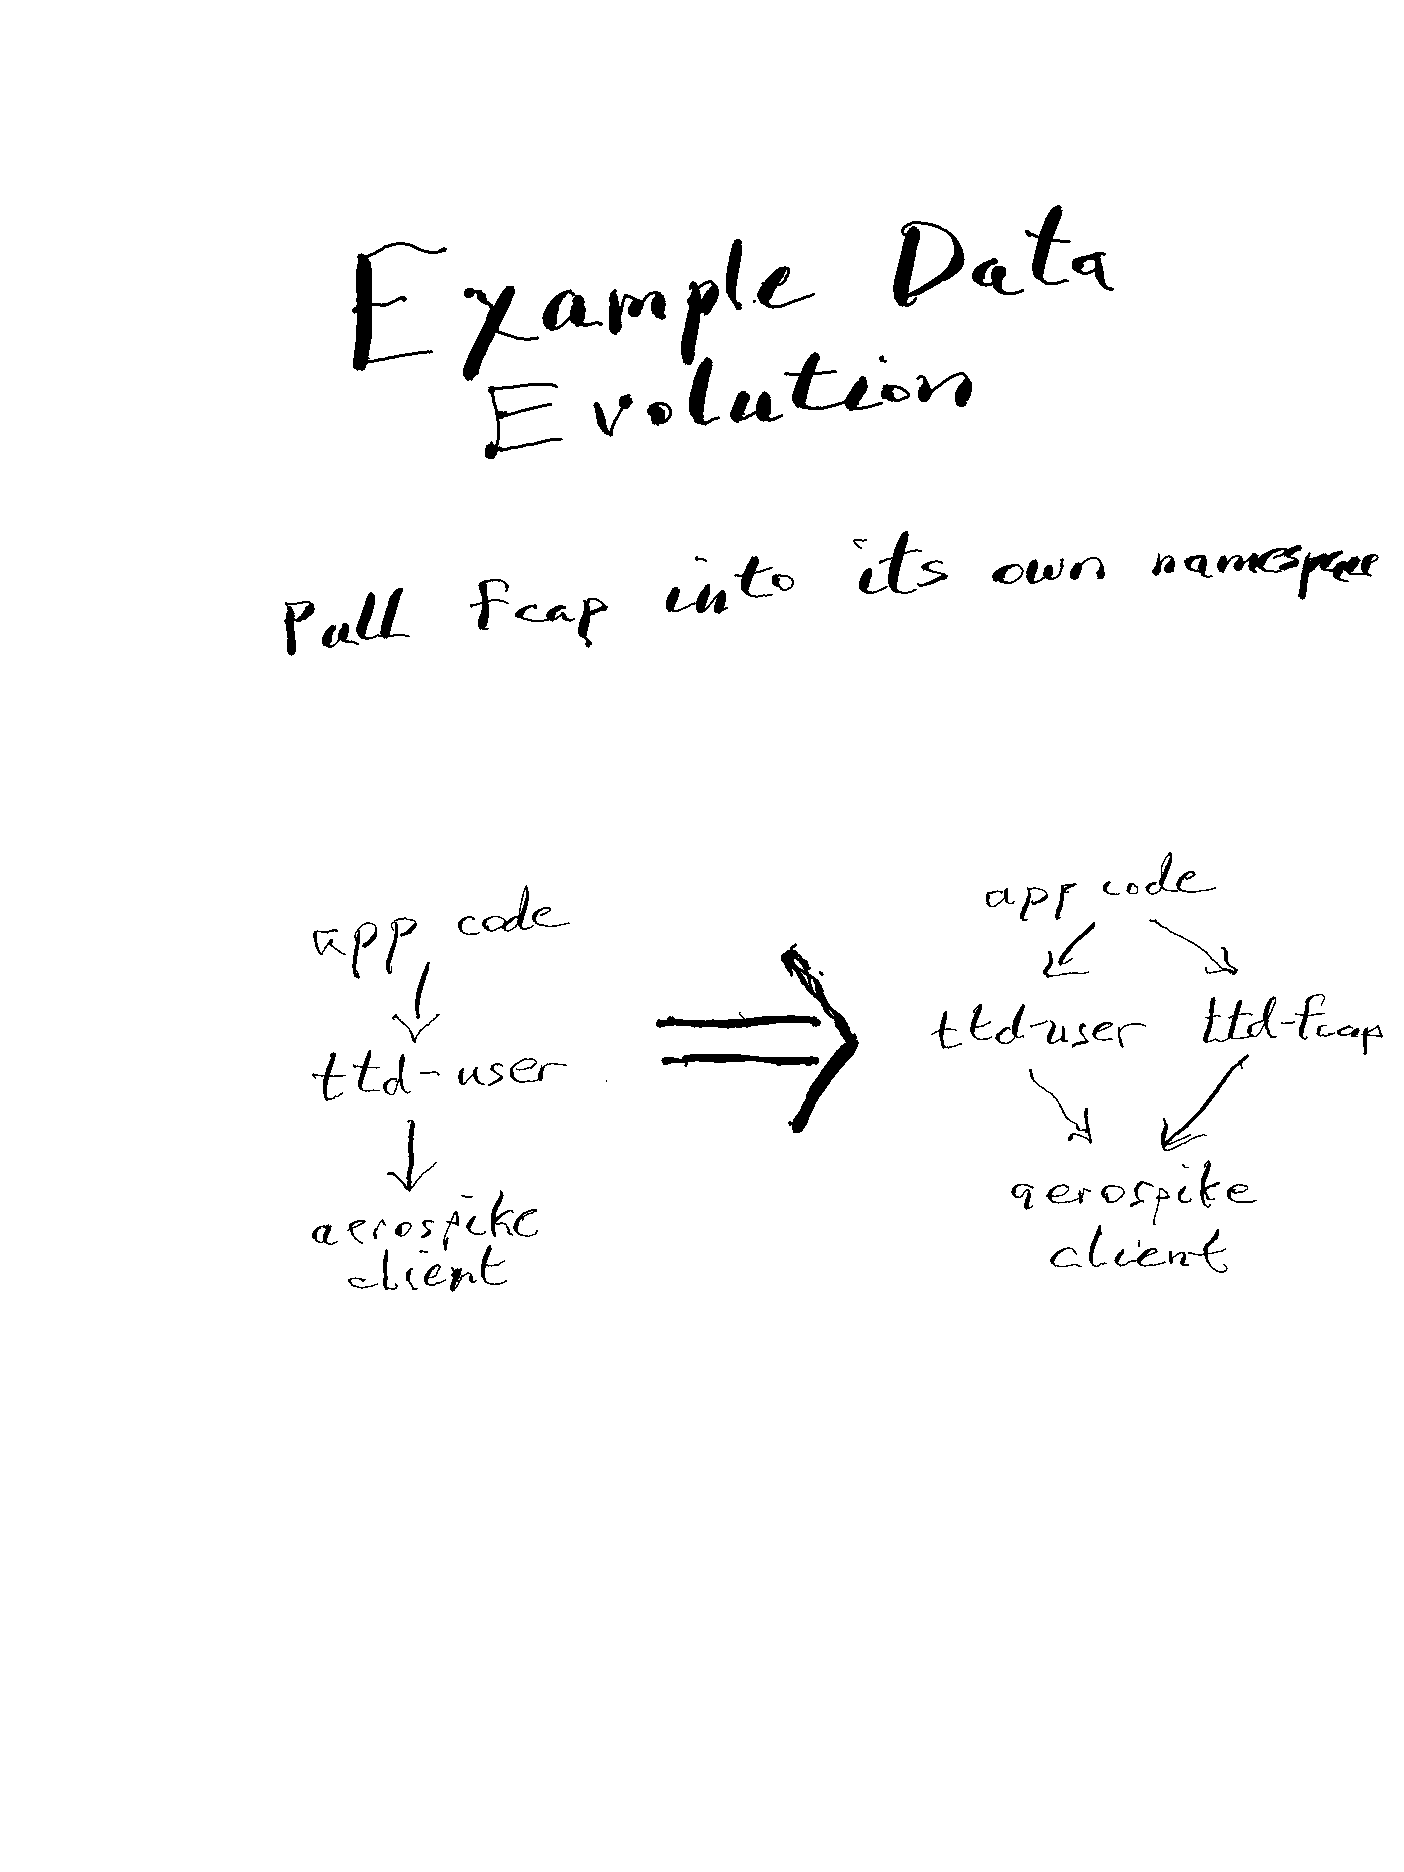 Example Data
Evolution
Pull fcap into its own namespace
app code
ttd-user
aerospike
client
app code
ttd-user ttd-fcap
aerospike
client